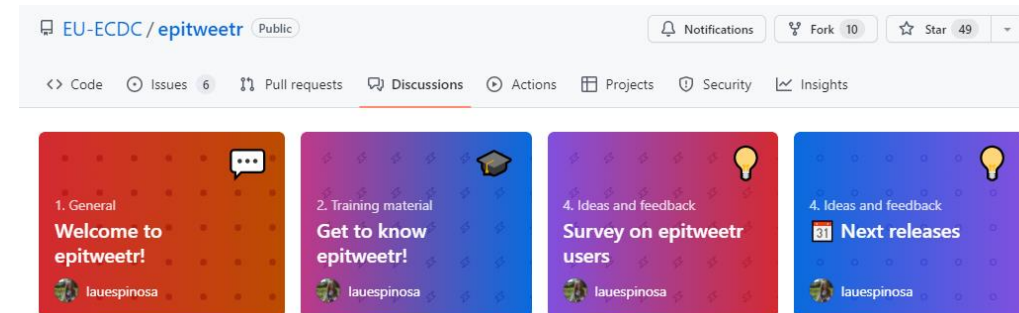 EU-ECDC / epitweetr Public
Notifications Fork 10 Star 49
<> Code Issues 6 Pull requests Discussions Actions Projects Security Insights
1. General
Welcome to
epitweetr!
lauespinosa
2. Training material
Get to know
epitweetr!
lauespinosa
4. Ideas and feedback
Survey on epitweetr
users
lauespinosa
4. Ideas and feedback
31 Next releases
lauespinosa